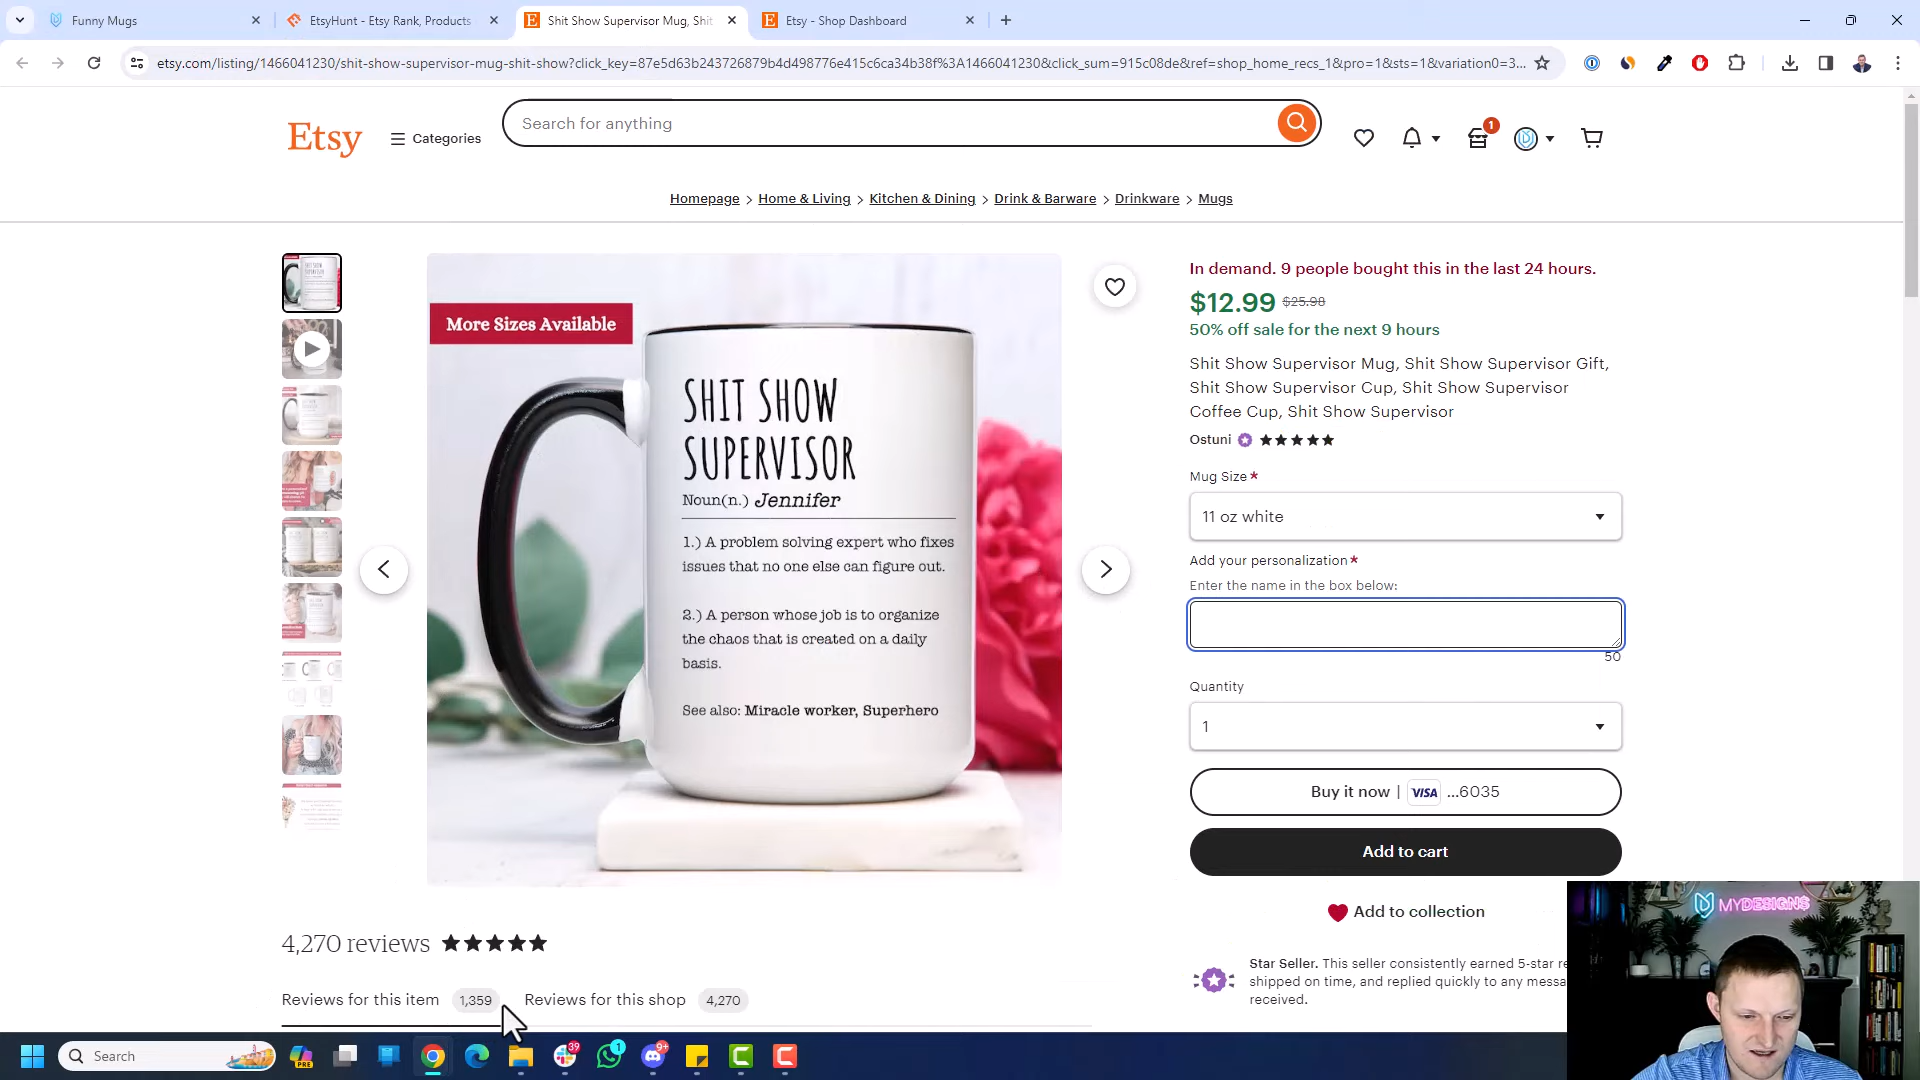 Funny Mugs
EtsyHunt - Etsy Rank, Products
Shit Show Supervisor Mug, Shit
Etsy - Shop Dashboard
etsy.com/listing/1466041230/shit-show-supervisor-mug-shit-show?click_key=87e5d63b243726879b4d498776e415c6ca34b38f%3A1466041230&click_sum=915c08de&ref=shop_home_recs_1&pro=1&sts=1&variation0=3...
Etsy
Categories
Search for anything
1
Homepage > Home & Living > Kitchen & Dining > Drink & Barware > Drinkware > Mugs
More Sizes Available
SHIT SHOW
SUPERVISOR
Noun(n.) Jennifer
1.) A problem solving expert who fixes
issues that no one else can figure out.
2.) A person whose job is to organize
the chaos that is created on a daily
basis.
See also: Miracle worker, Superhero
In demand. 9 people bought this in the last 24 hours.
$12.99 $25.98
50% off sale for the next 9 hours
Shit Show Supervisor Mug, Shit Show Supervisor Gift,
Shit Show Supervisor Cup, Shit Show Supervisor
Coffee Cup, Shit Show Supervisor
Ostuni
Mug Size*
11 oz white
Add your personalization*
Enter the name in the box below:
50
Quantity
1
Buy it now | VISA ...6035
Add to cart
Add to collection
Star Seller. This seller consistently earned 5-star re
shipped on time, and replied quickly to any messa
received.
4,270 reviews
Reviews for this item 1,359
Reviews for this shop 4,270
MYDESIGNS
Search
PRE
39
1
9+